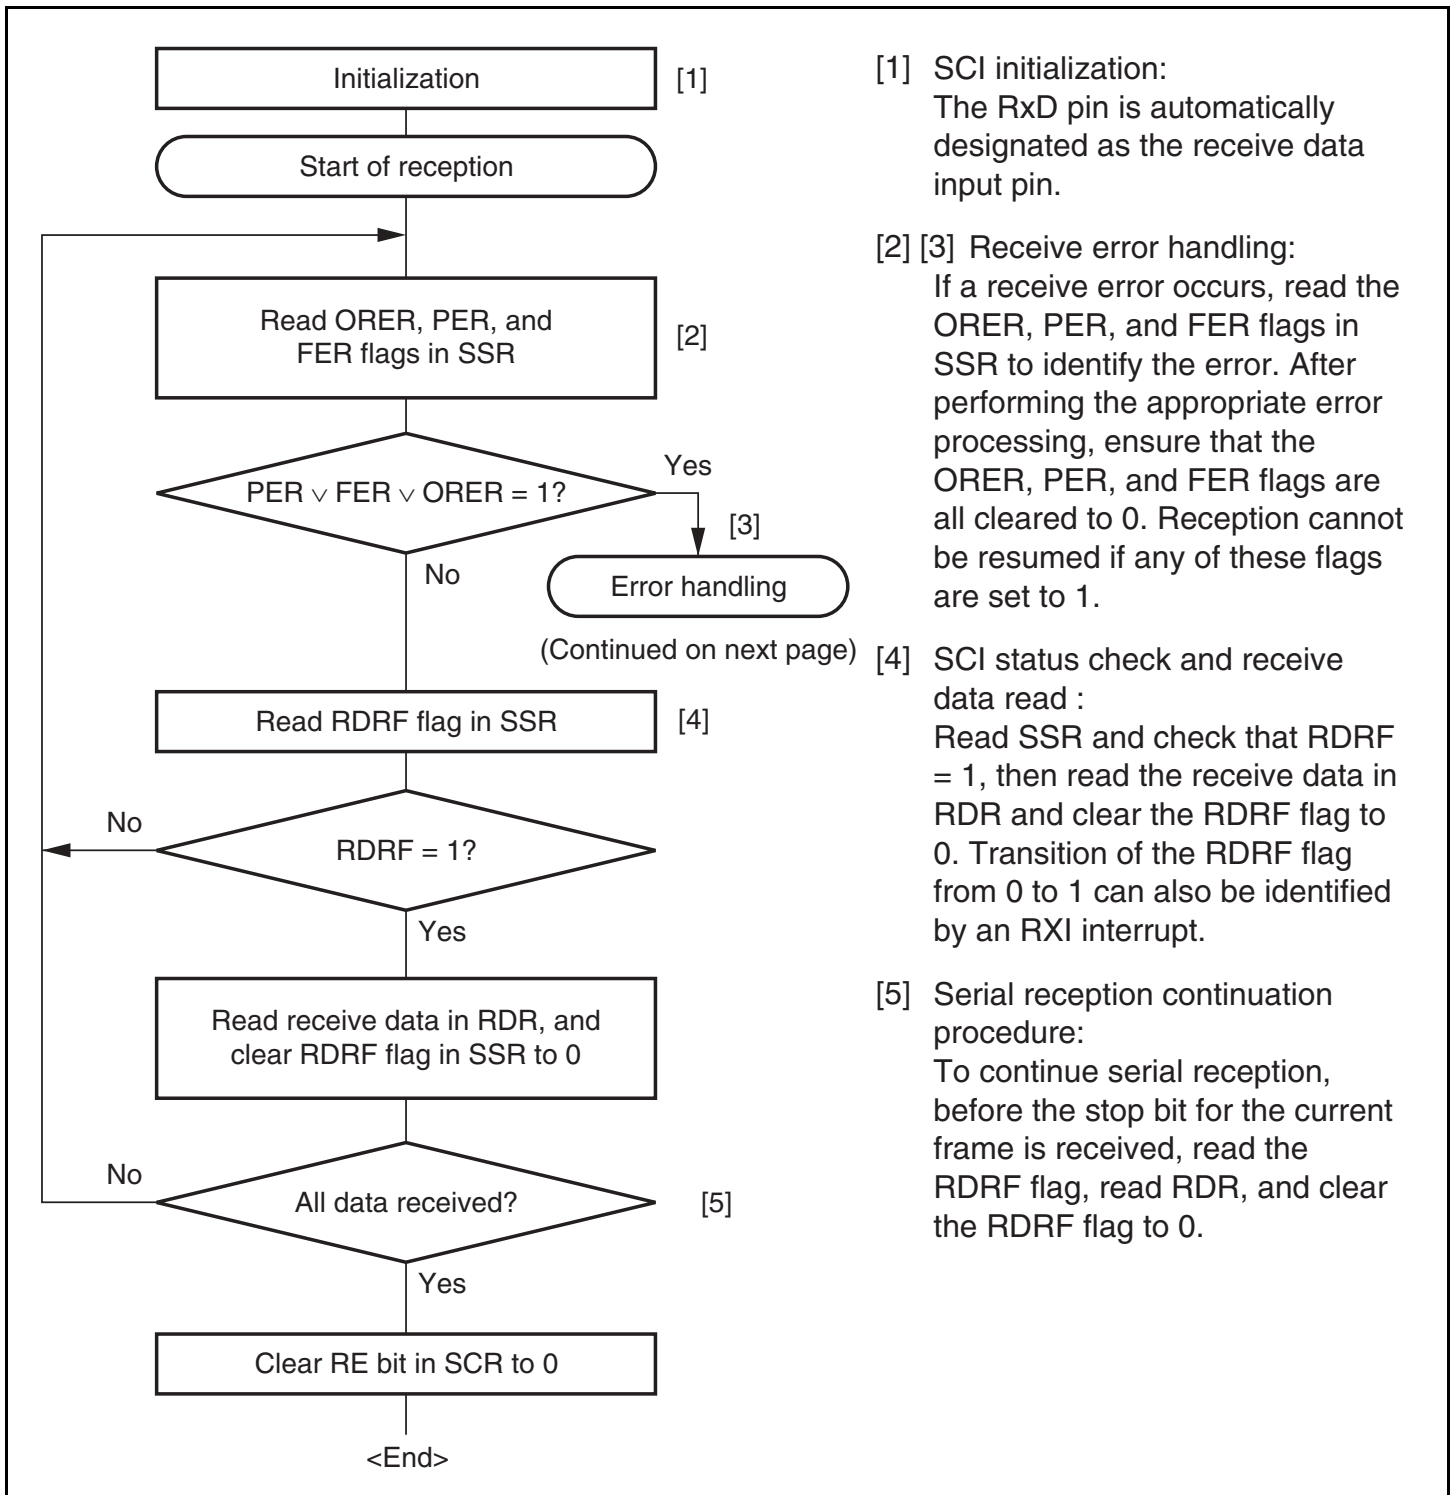 Initialization
[1]
Start of reception
Read ORER, PER, and
FER flags in SSR
[2]
PER ∨ FER ∨ ORER = 1?
Yes
[3]
No
Error handling
(Continued on next page)
Read RDRF flag in SSR
[4]
No
RDRF = 1?
Yes
Read receive data in RDR, and
clear RDRF flag in SSR to 0
No
All data received?
[5]
Yes
Clear RE bit in SCR to 0
<End>
[1] SCI initialization:
The RxD pin is automatically
designated as the receive data
input pin.
[2] [3] Receive error handling:
If a receive error occurs, read the
ORER, PER, and FER flags in
SSR to identify the error. After
performing the appropriate error
processing, ensure that the
ORER, PER, and FER flags are
all cleared to 0. Reception cannot
be resumed if any of these flags
are set to 1.
[4] SCI status check and receive
data read :
Read SSR and check that RDRF
= 1, then read the receive data in
RDR and clear the RDRF flag to
0. Transition of the RDRF flag
from 0 to 1 can also be identified
by an RXI interrupt.
[5] Serial reception continuation
procedure:
To continue serial reception,
before the stop bit for the current
frame is received, read the
RDRF flag, read RDR, and clear
the RDRF flag to 0.